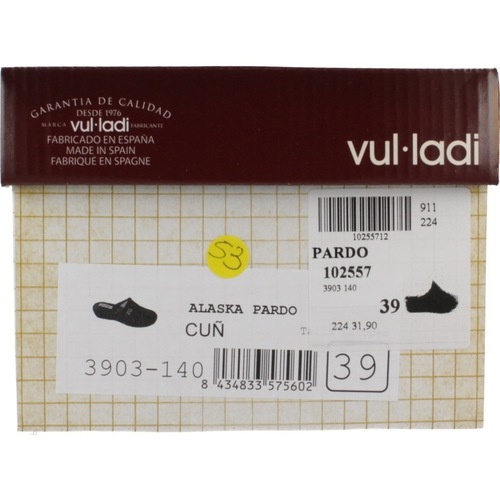 GARANTIA DE CALIDAD
DESDE 1976
MARCA vul·ladi FABRICANTE
FABRICADO EN ESPAÑA
MADE IN SPAIN
FABRIQUÉ EN SPAGNE
vul·ladi
911
224
10255712
PARDO
102557
3903 140
39
224 31,90
53
ALASKA PARDO
CUÑ
3903-140
8 434833 575602
39